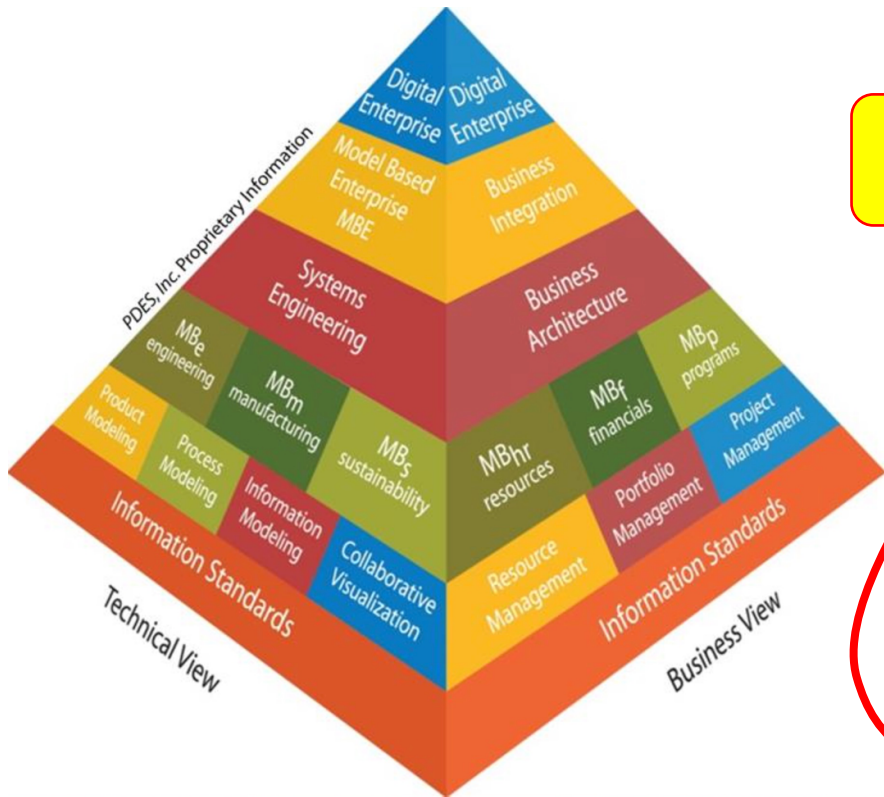 Digital
Enterprise
Digital
Enterprise
PDES, Inc. Proprietary Information
Model Based
Enterprise
MBE
Business
Integration
Systems
Engineering
Business
Architecture
MBe
engineering
MBm
manufacturing
MBs
sustainability
MBhr
resources
MBf
financials
MBp
programs
Product
Modeling
Process
Modeling
Information
Modeling
Collaborative
Visualization
Resource
Management
Portfolio
Management
Project
Management
Information Standards
Information Standards
Technical View
Business View